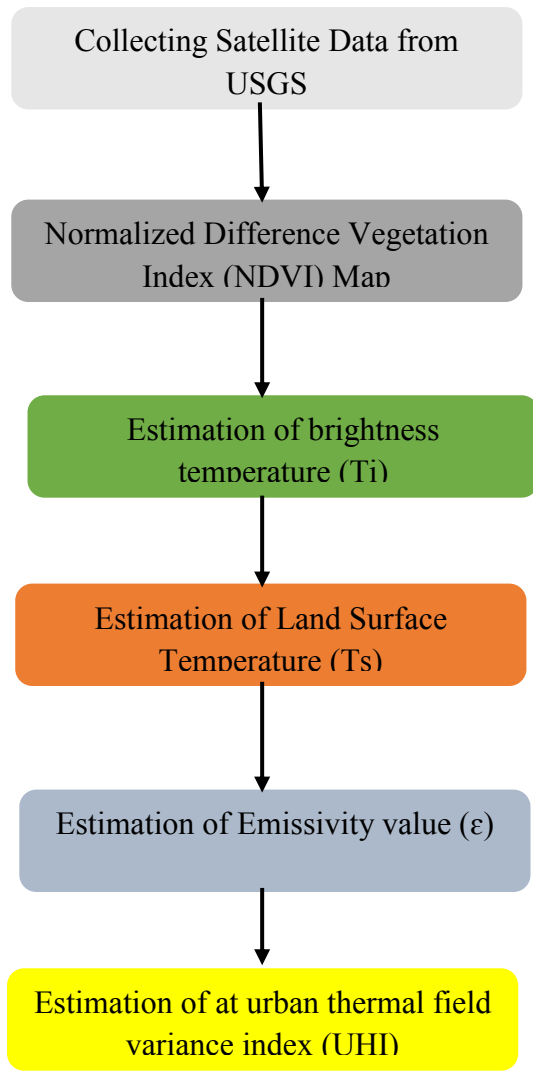 Collecting Satellite Data from
USGS
Normalized Difference Vegetation
Index (NDVI) Map
Estimation of brightness
temperature (Ti)
Estimation of Land Surface
Temperature (Ts)
Estimation of Emissivity value (ε)
Estimation of at urban thermal field
variance index (UHI)